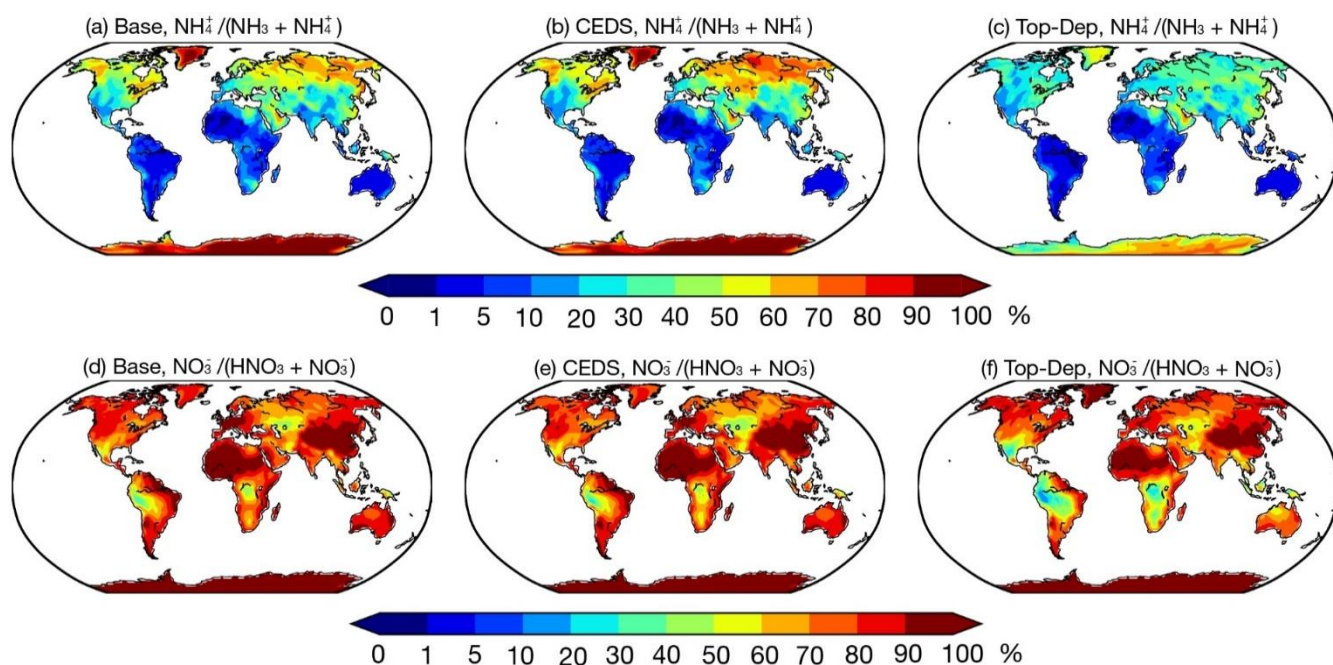 (a) Base, NH₄⁺/(NH₃ + NH₄⁺)
(b) CEDS, NH₄⁺/(NH₃ + NH₄⁺)
(c) Top-Dep, NH₄⁺/(NH₃ + NH₄⁺)
0 1 5 10 20 30 40 50 60 70 80 90 100 %
(d) Base, NO₃⁻/(HNO₃ + NO₃⁻)
(e) CEDS, NO₃⁻/(HNO₃ + NO₃⁻)
(f) Top-Dep, NO₃⁻/(HNO₃ + NO₃⁻)
0 1 5 10 20 30 40 50 60 70 80 90 100 %